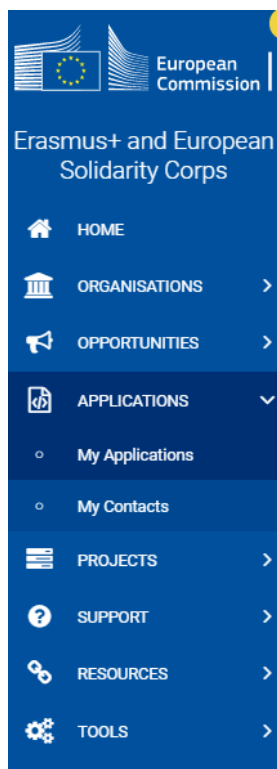 European
Commission
Erasmus+ and European
Solidarity Corps
HOME
ORGANISATIONS
OPPORTUNITIES
APPLICATIONS
My Applications
My Contacts
PROJECTS
SUPPORT
RESOURCES
TOOLS